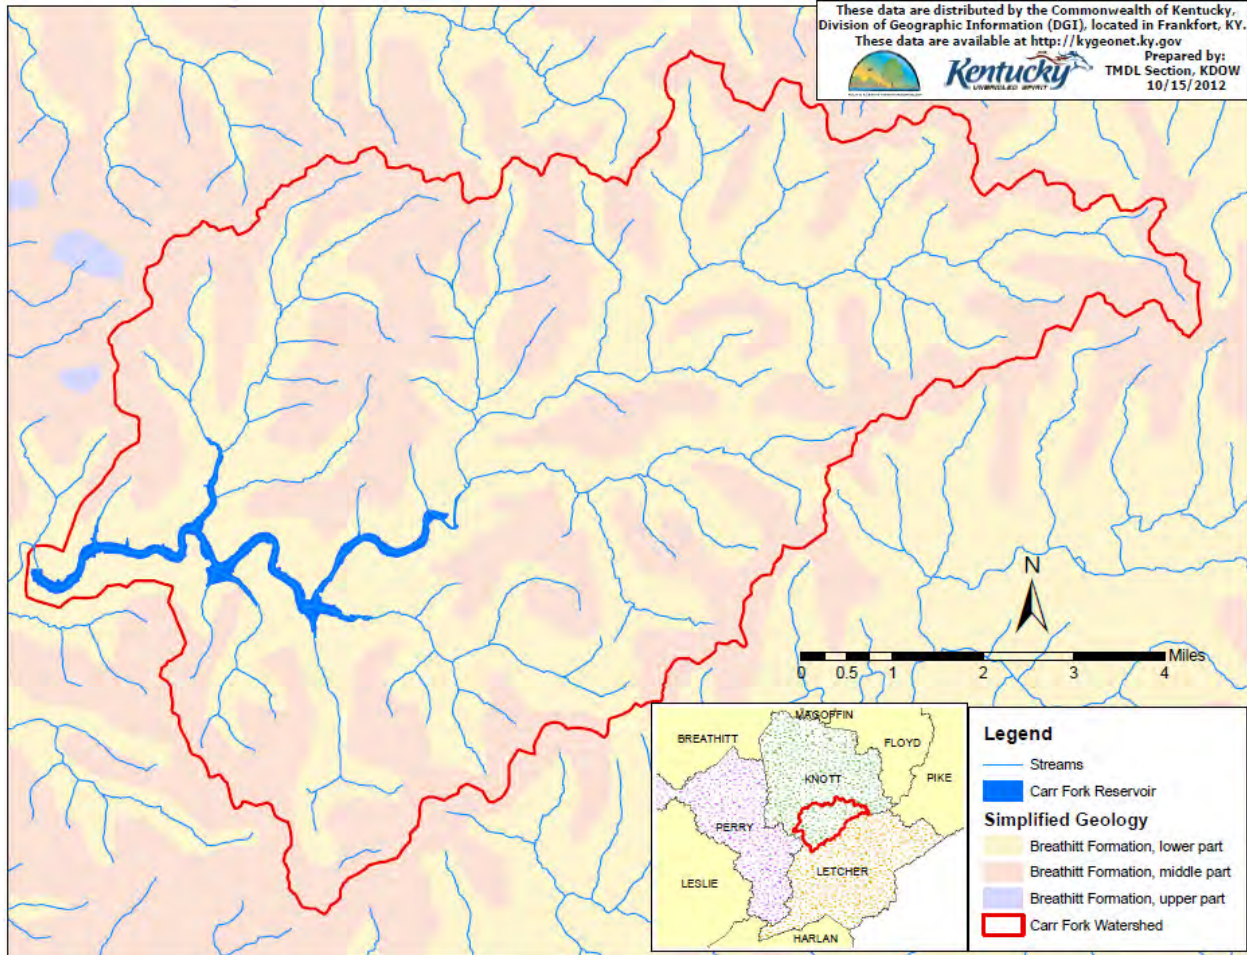 These data are distributed by the Commonwealth of Kentucky,
Division of Geographic Information (DGI), located in Frankfort, KY.
These data are available at http://kygeonet.ky.gov
Kentucky
UNBRIDLED SPIRIT
Prepared by:
TMDL Section, KDOW
10/15/2012
N
Miles
0 0.5 1 2 3 4
MAGOFFIN
BREATHITT
FLOYD
KNOTT
PIKE
PERRY
LETCHER
LESLIE
HARLAN
Legend
Streams
Carr Fork Reservoir
Simplified Geology
Breathitt Formation, lower part
Breathitt Formation, middle part
Breathitt Formation, upper part
Carr Fork Watershed